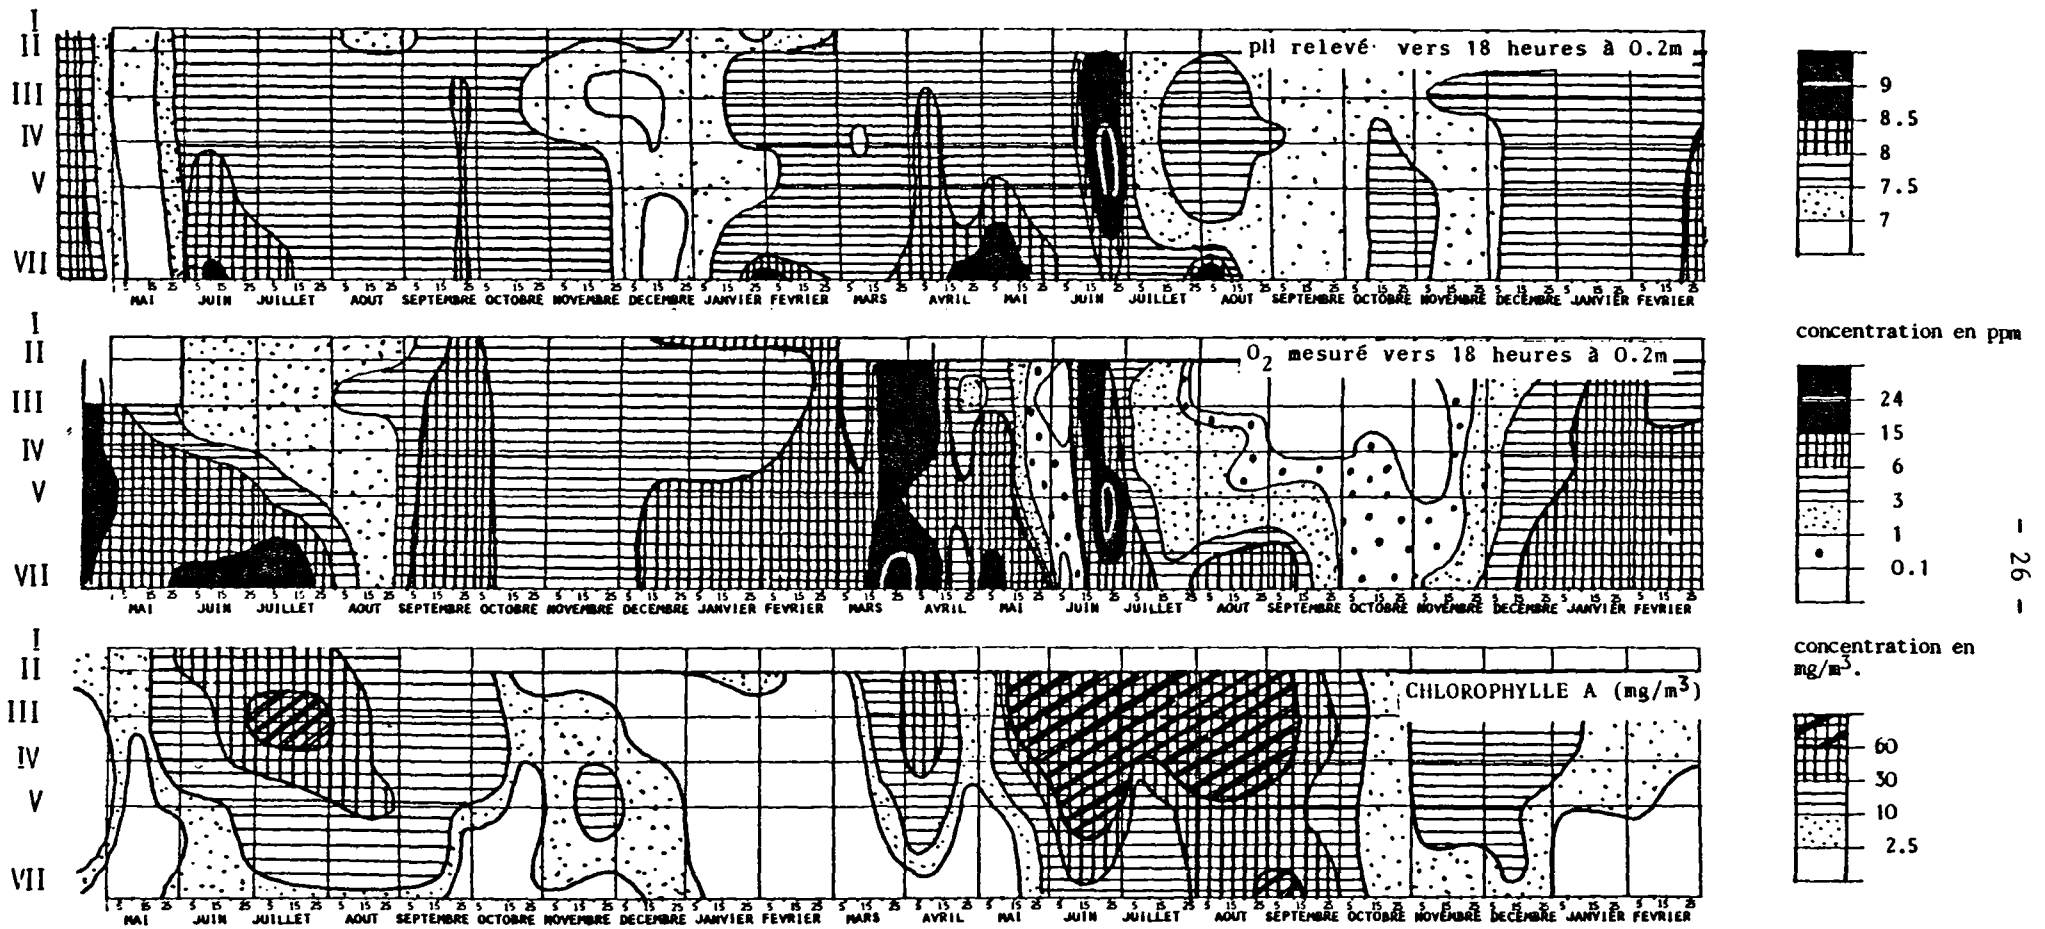 I
II
III
IV
V
VII
pH relevé vers 18 heures à 0.2m
9
8.5
8
7.5
7
MAI JUIN JUILLET AOUT SEPTEMBRE OCTOBRE NOVEMBRE DECEMBRE JANVIER FEVRIER MARS AVRIL MAI JUIN JUILLET AOUT SEPTEMBRE OCTOBRE NOVEMBRE DECEMBRE JANVIER FEVRIER
I
II
III
IV
V
VII
O2 mesuré vers 18 heures à 0.2m
concentration en ppm
24
15
6
3
1
0.1
MAI JUIN JUILLET AOUT SEPTEMBRE OCTOBRE NOVEMBRE DECEMBRE JANVIER FEVRIER MARS AVRIL MAI JUIN JUILLET AOUT SEPTEMBRE OCTOBRE NOVEMBRE DECEMBRE JANVIER FEVRIER
- 26 -
I
II
III
IV
V
VII
CHLOROPHYLLE A (mg/m³)
concentration en
mg/m³.
60
30
10
2.5
MAI JUIN JUILLET AOUT SEPTEMBRE OCTOBRE NOVEMBRE DECEMBRE JANVIER FEVRIER MARS AVRIL MAI JUIN JUILLET AOUT SEPTEMBRE OCTOBRE NOVEMBRE DECEMBRE JANVIER FEVRIER